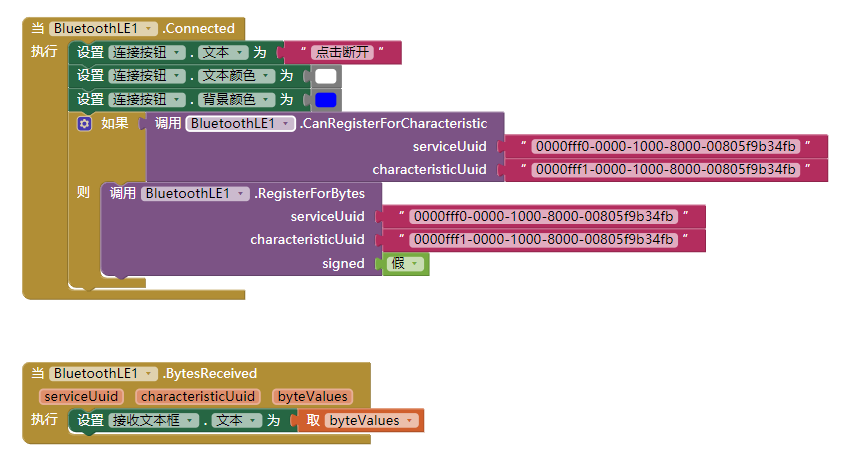 当 BluetoothLE1 .Connected
执行 设置 连接按钮 . 文本 为 “ 点击断开 ”
设置 连接按钮 . 文本颜色 为
设置 连接按钮 . 背景颜色 为
如果 调用 BluetoothLE1 .CanRegisterForCharacteristic
serviceUuid “ 0000fff0-0000-1000-8000-00805f9b34fb ”
characteristicUuid “ 0000fff1-0000-1000-8000-00805f9b34fb ”
则 调用 BluetoothLE1 .RegisterForBytes
serviceUuid “ 0000fff0-0000-1000-8000-00805f9b34fb ”
characteristicUuid “ 0000fff1-0000-1000-8000-00805f9b34fb ”
signed 假
当 BluetoothLE1 .BytesReceived
serviceUuid characteristicUuid byteValues
执行 设置 接收文本框 . 文本 为 取 byteValues